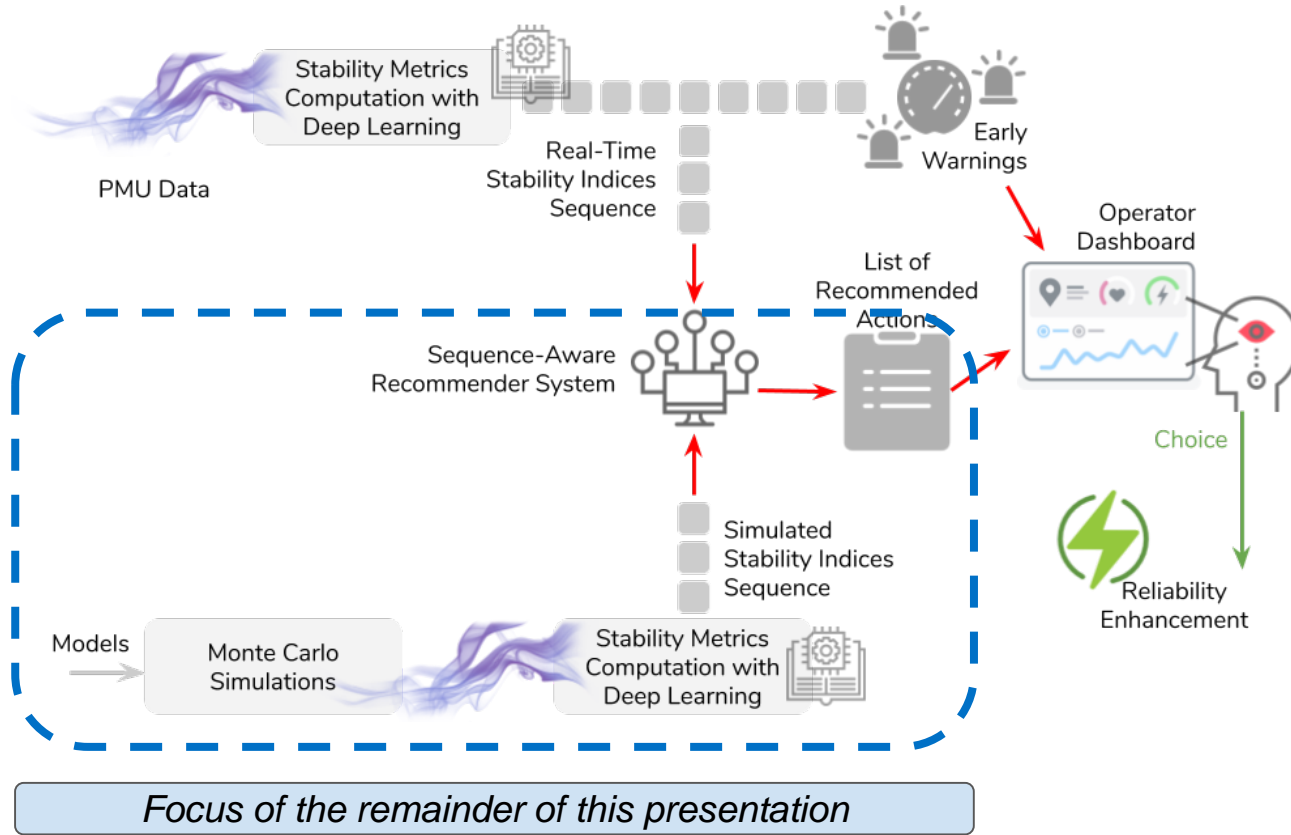 Stability Metrics
Computation with
Deep Learning
PMU Data
Real-Time
Stability Indices
Sequence
Early
Warnings
Operator
Dashboard
List of
Recommended
Actions
Sequence-Aware
Recommender System
Choice
Simulated
Stability Indices
Sequence
Reliability
Enhancement
Models
Monte Carlo
Simulations
Stability Metrics
Computation with
Deep Learning
Focus of the remainder of this presentation